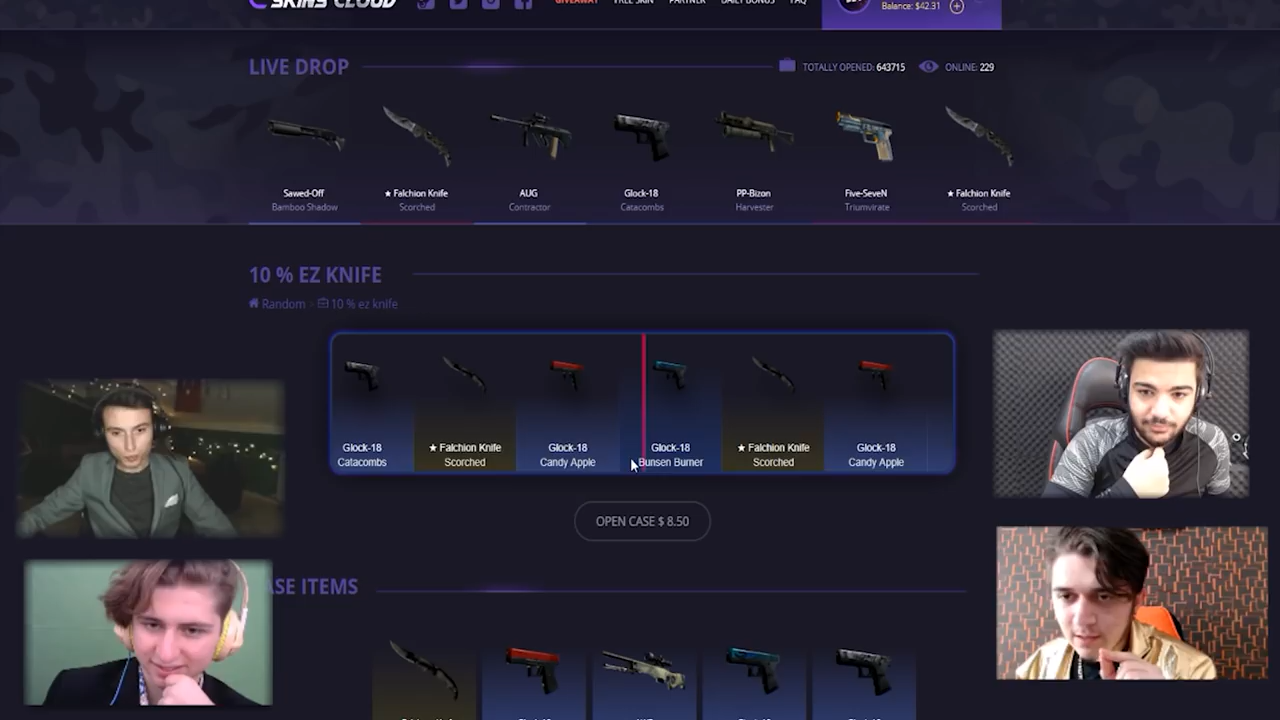 SKINS CLOUD
GIVEAWAY FREE SKIN PARTNER DAILY BONUS FAQ
Balance: $42.31
LIVE DROP
TOTALLY OPENED: 643715 ONLINE: 229
Sawed-Off ★ Falchion Knife AUG Glock-18 PP-Bizon Five-SeveN ★ Falchion Knife
Bamboo Shadow Scorched Contractor Catacombs Harvester Triumvirate Scorched
10 % EZ KNIFE
Random > 10 % ez knife
Glock-18 ★ Falchion Knife Glock-18 Glock-18 ★ Falchion Knife Glock-18
Catacombs Scorched Candy Apple Bunsen Burner Scorched Candy Apple
OPEN CASE $ 8.50
ASE ITEMS